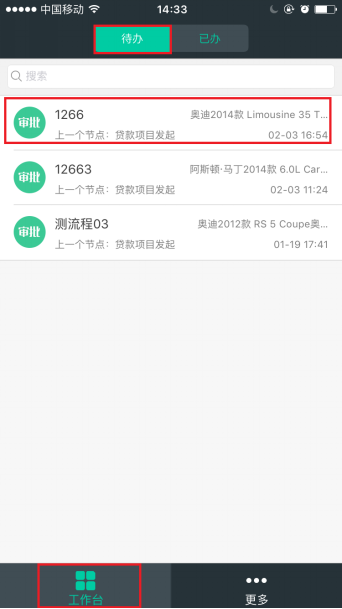 中国移动 14:33
待办 已办
搜索
审批 1266 奥迪2014款 Limousine 35 T...
上一个节点：贷款项目发起 02-03 16:54
审批 12663 阿斯顿·马丁2014款 6.0L Car...
上一个节点：贷款项目发起 02-03 11:24
审批 测流程03 奥迪2012款 RS 5 Coupe奥...
上一个节点：贷款项目发起 01-19 17:41
工作台 更多